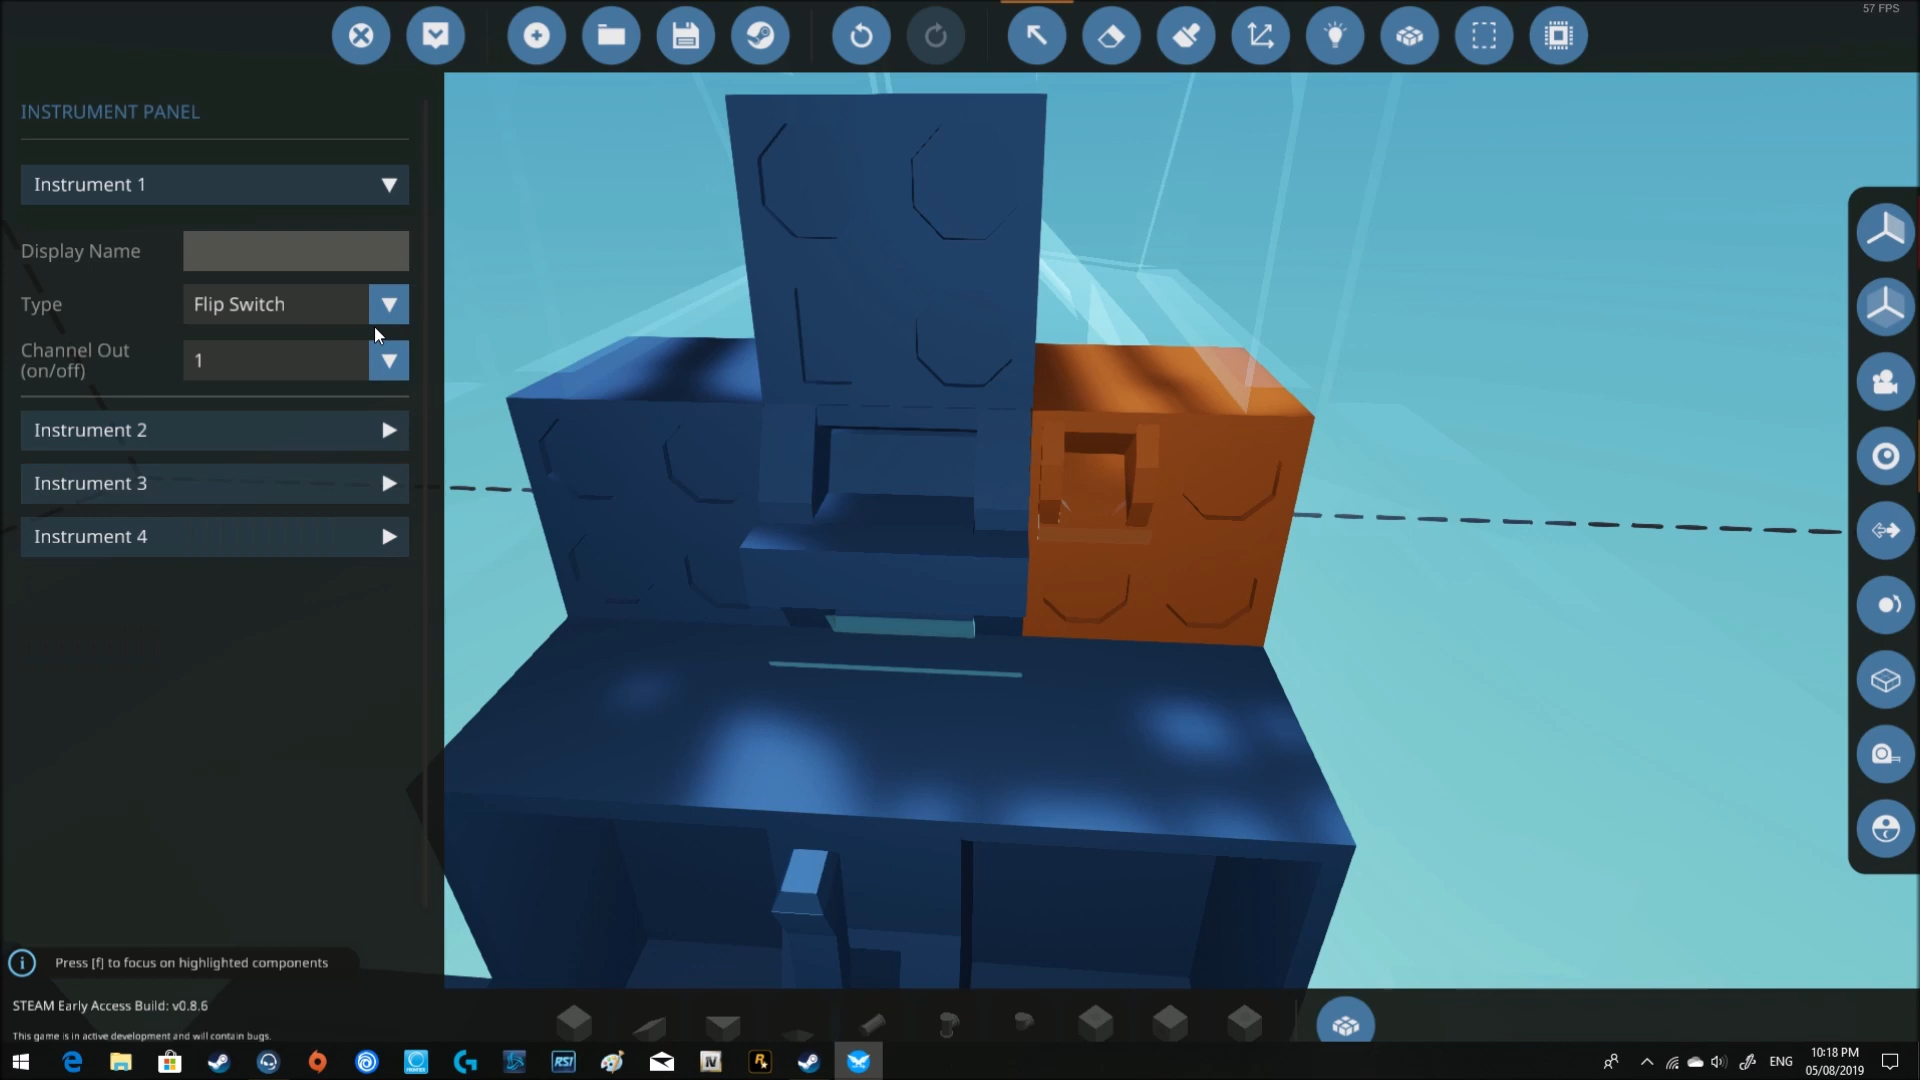 57 FPS
INSTRUMENT PANEL
Instrument 1
Display Name
Type
Flip Switch
Channel Out
(on/off)
1
Instrument 2
Instrument 3
Instrument 4
Press [f] to focus on highlighted components
STEAM Early Access Build: v0.8.6
This game is in active development and will contain bugs.
RSI
IV
R
ENG
10:18 PM
05/08/2019